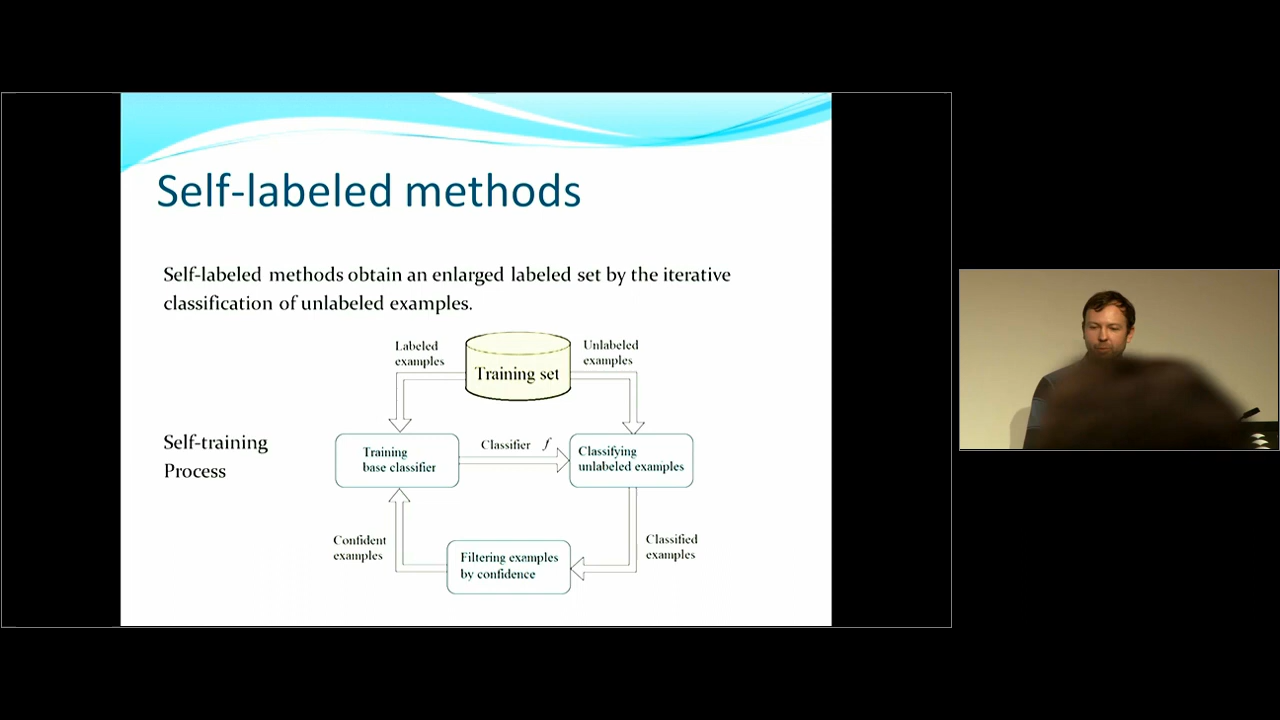 Self-labeled methods
Self-labeled methods obtain an enlarged labeled set by the iterative
classification of unlabeled examples.
Labeled
examples
Training set
Unlabeled
examples
Self-training
Process
Training
base classifier
Classifier f
Classifying
unlabeled examples
Confident
examples
Filtering examples
by confidence
Classified
examples